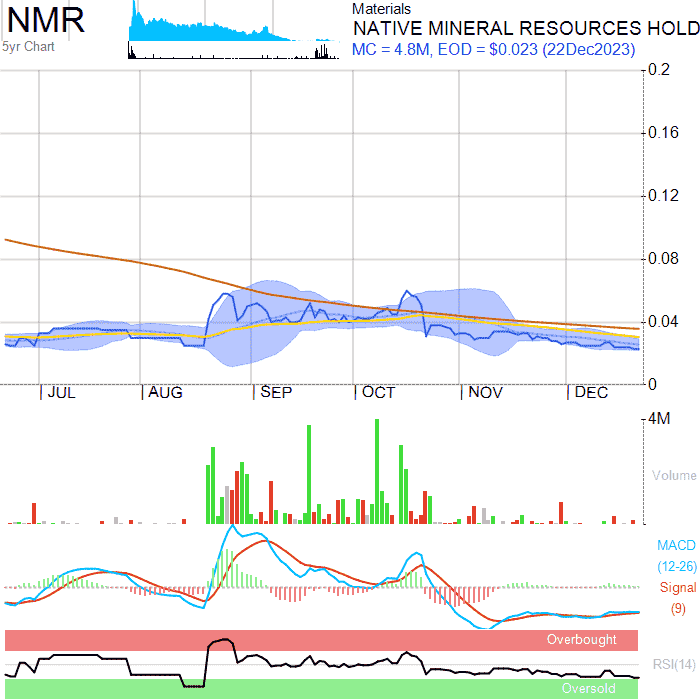 NMR
5yr Chart
Materials
NATIVE MINERAL RESOURCES HOLD
MC = 4.8M, EOD = $0.023 (22Dec2023)
0.2
0.16
0.12
0.08
0.04
0
JUL AUG SEP OCT NOV DEC
4M
Volume
MACD
(12-26)
Signal
(9)
Overbought
RSI(14)
Oversold